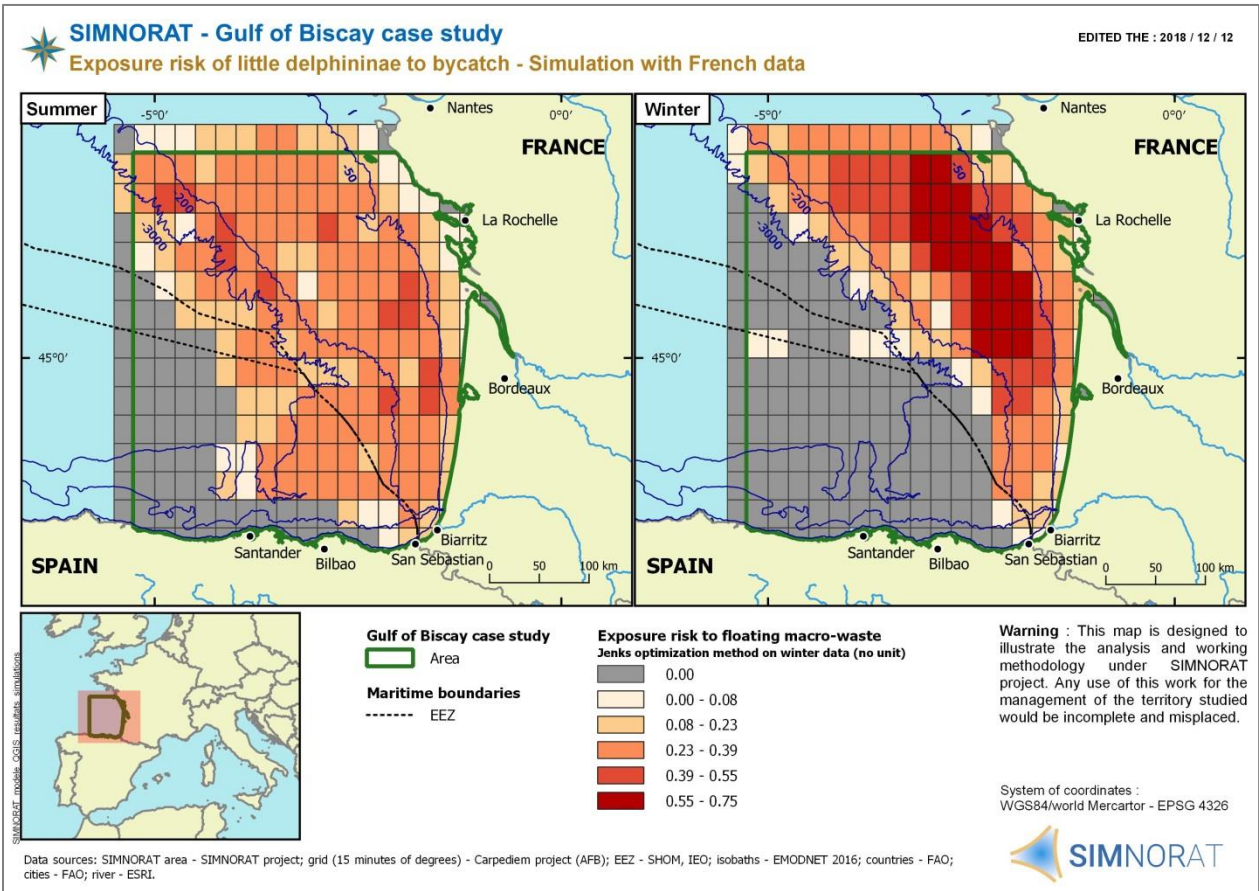 SIMNORAT - Gulf of Biscay case study
EDITED THE : 2018 / 12 / 12
Exposure risk of little delphininae to bycatch - Simulation with French data
Summer
-5°0'
Nantes
0°0'
FRANCE
-50
-200
-3000
La Rochelle
45°0'
Bordeaux
Biarritz
Santander
San Sébastian
Bilbao
SPAIN
0 50 100 km
Winter
-5°0'
Nantes
0°0'
FRANCE
-50
-200
-3000
La Rochelle
45°0'
Bordeaux
Biarritz
Santander
San Sébastian
Bilbao
SPAIN
0 50 100 km
SIMNORAT_modele_QGIS_resultats_simulations
Gulf of Biscay case study
Area
Maritime boundaries
EEZ
Exposure risk to floating macro-waste
Jenks optimization method on winter data (no unit)
0.00
0.00 - 0.08
0.08 - 0.23
0.23 - 0.39
0.39 - 0.55
0.55 - 0.75
Warning : This map is designed to
illustrate the analysis and working
methodology under SIMNORAT
project. Any use of this work for the
management of the territory studied
would be incomplete and misplaced.
System of coordinates :
WGS84/world Mercartor - EPSG 4326
SIMNORAT
Data sources: SIMNORAT area - SIMNORAT project; grid (15 minutes of degrees) - Carpediem project (AFB); EEZ - SHOM, IEO; isobaths - EMODNET 2016; countries - FAO;
cities - FAO; river - ESRI.